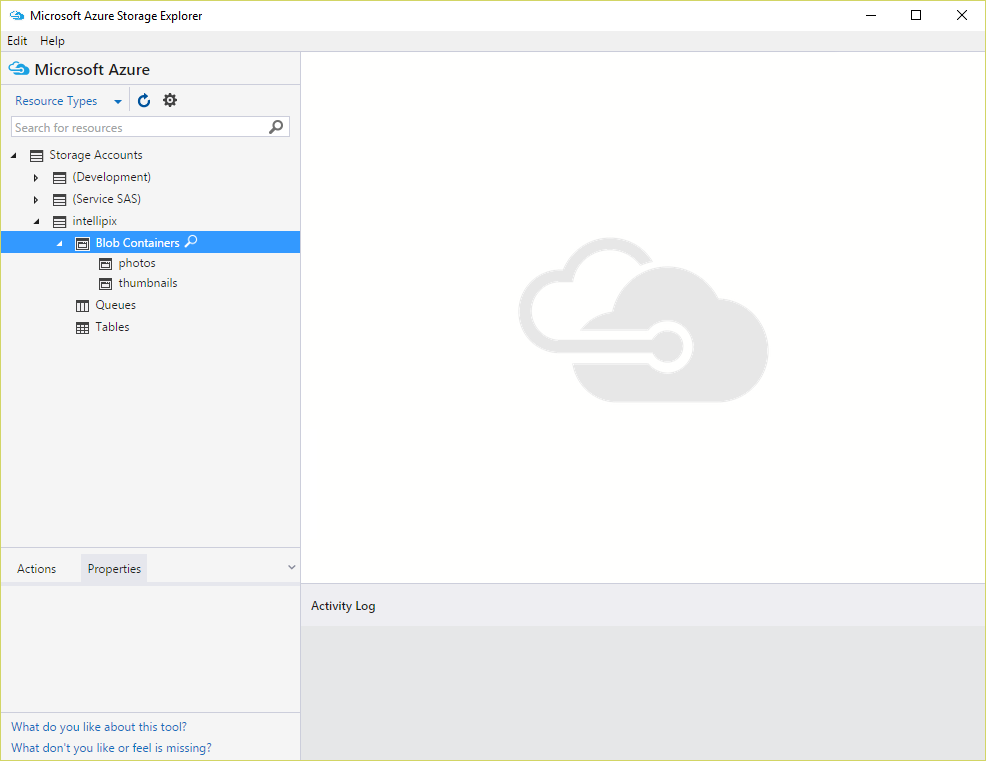 Microsoft Azure Storage Explorer
Edit Help
Microsoft Azure
Resource Types
Search for resources
Storage Accounts
(Development)
(Service SAS)
intellipix
Blob Containers
photos
thumbnails
Queues
Tables
Actions Properties
Activity Log
What do you like about this tool?
What don't you like or feel is missing?